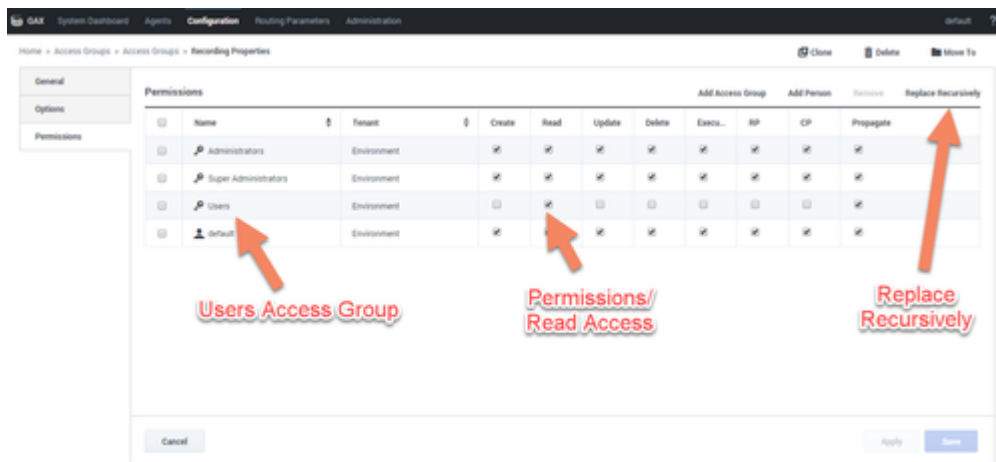 GAX System Dashboard Agents Configuration Routing Parameters Administration default ?
Home » Access Groups » Access Groups » Recording Properties Clone Delete Move To
General
Options
Permissions
Permissions Add Access Group Add Person Remove Replace Recursively
Name Tenant Create Read Update Delete Execu... RP CP Propagate
Administrators Environment
Super Administrators Environment
Users Environment
default Environment
Users Access Group
Permissions/
Read Access
Replace
Recursively
Cancel Apply Save